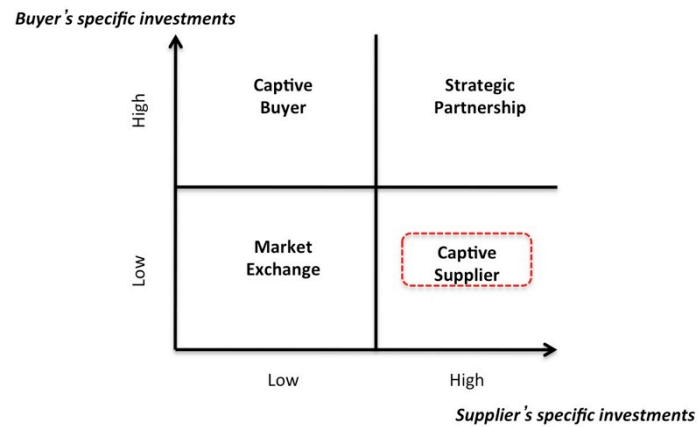 Buyer's specific investments
High
Captive
Buyer
Strategic
Partnership
Low
Market
Exchange
Captive
Supplier
Low
High
Supplier's specific investments